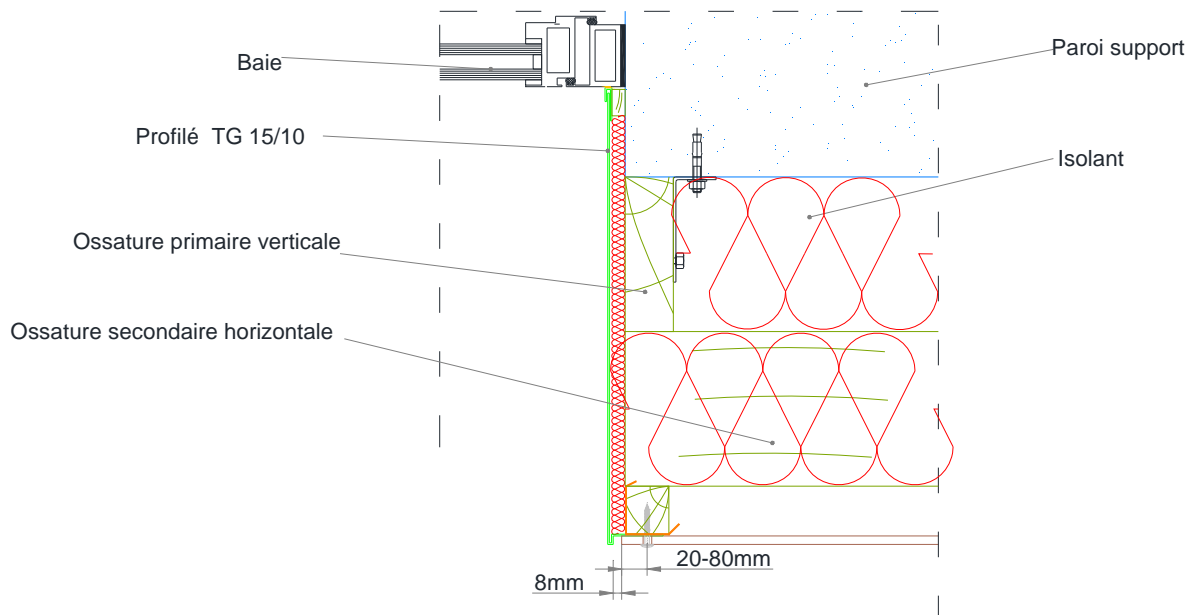 Baie
Paroi support
Profilé TG 15/10
Isolant
Ossature primaire verticale
Ossature secondaire horizontale
20-80mm
8mm